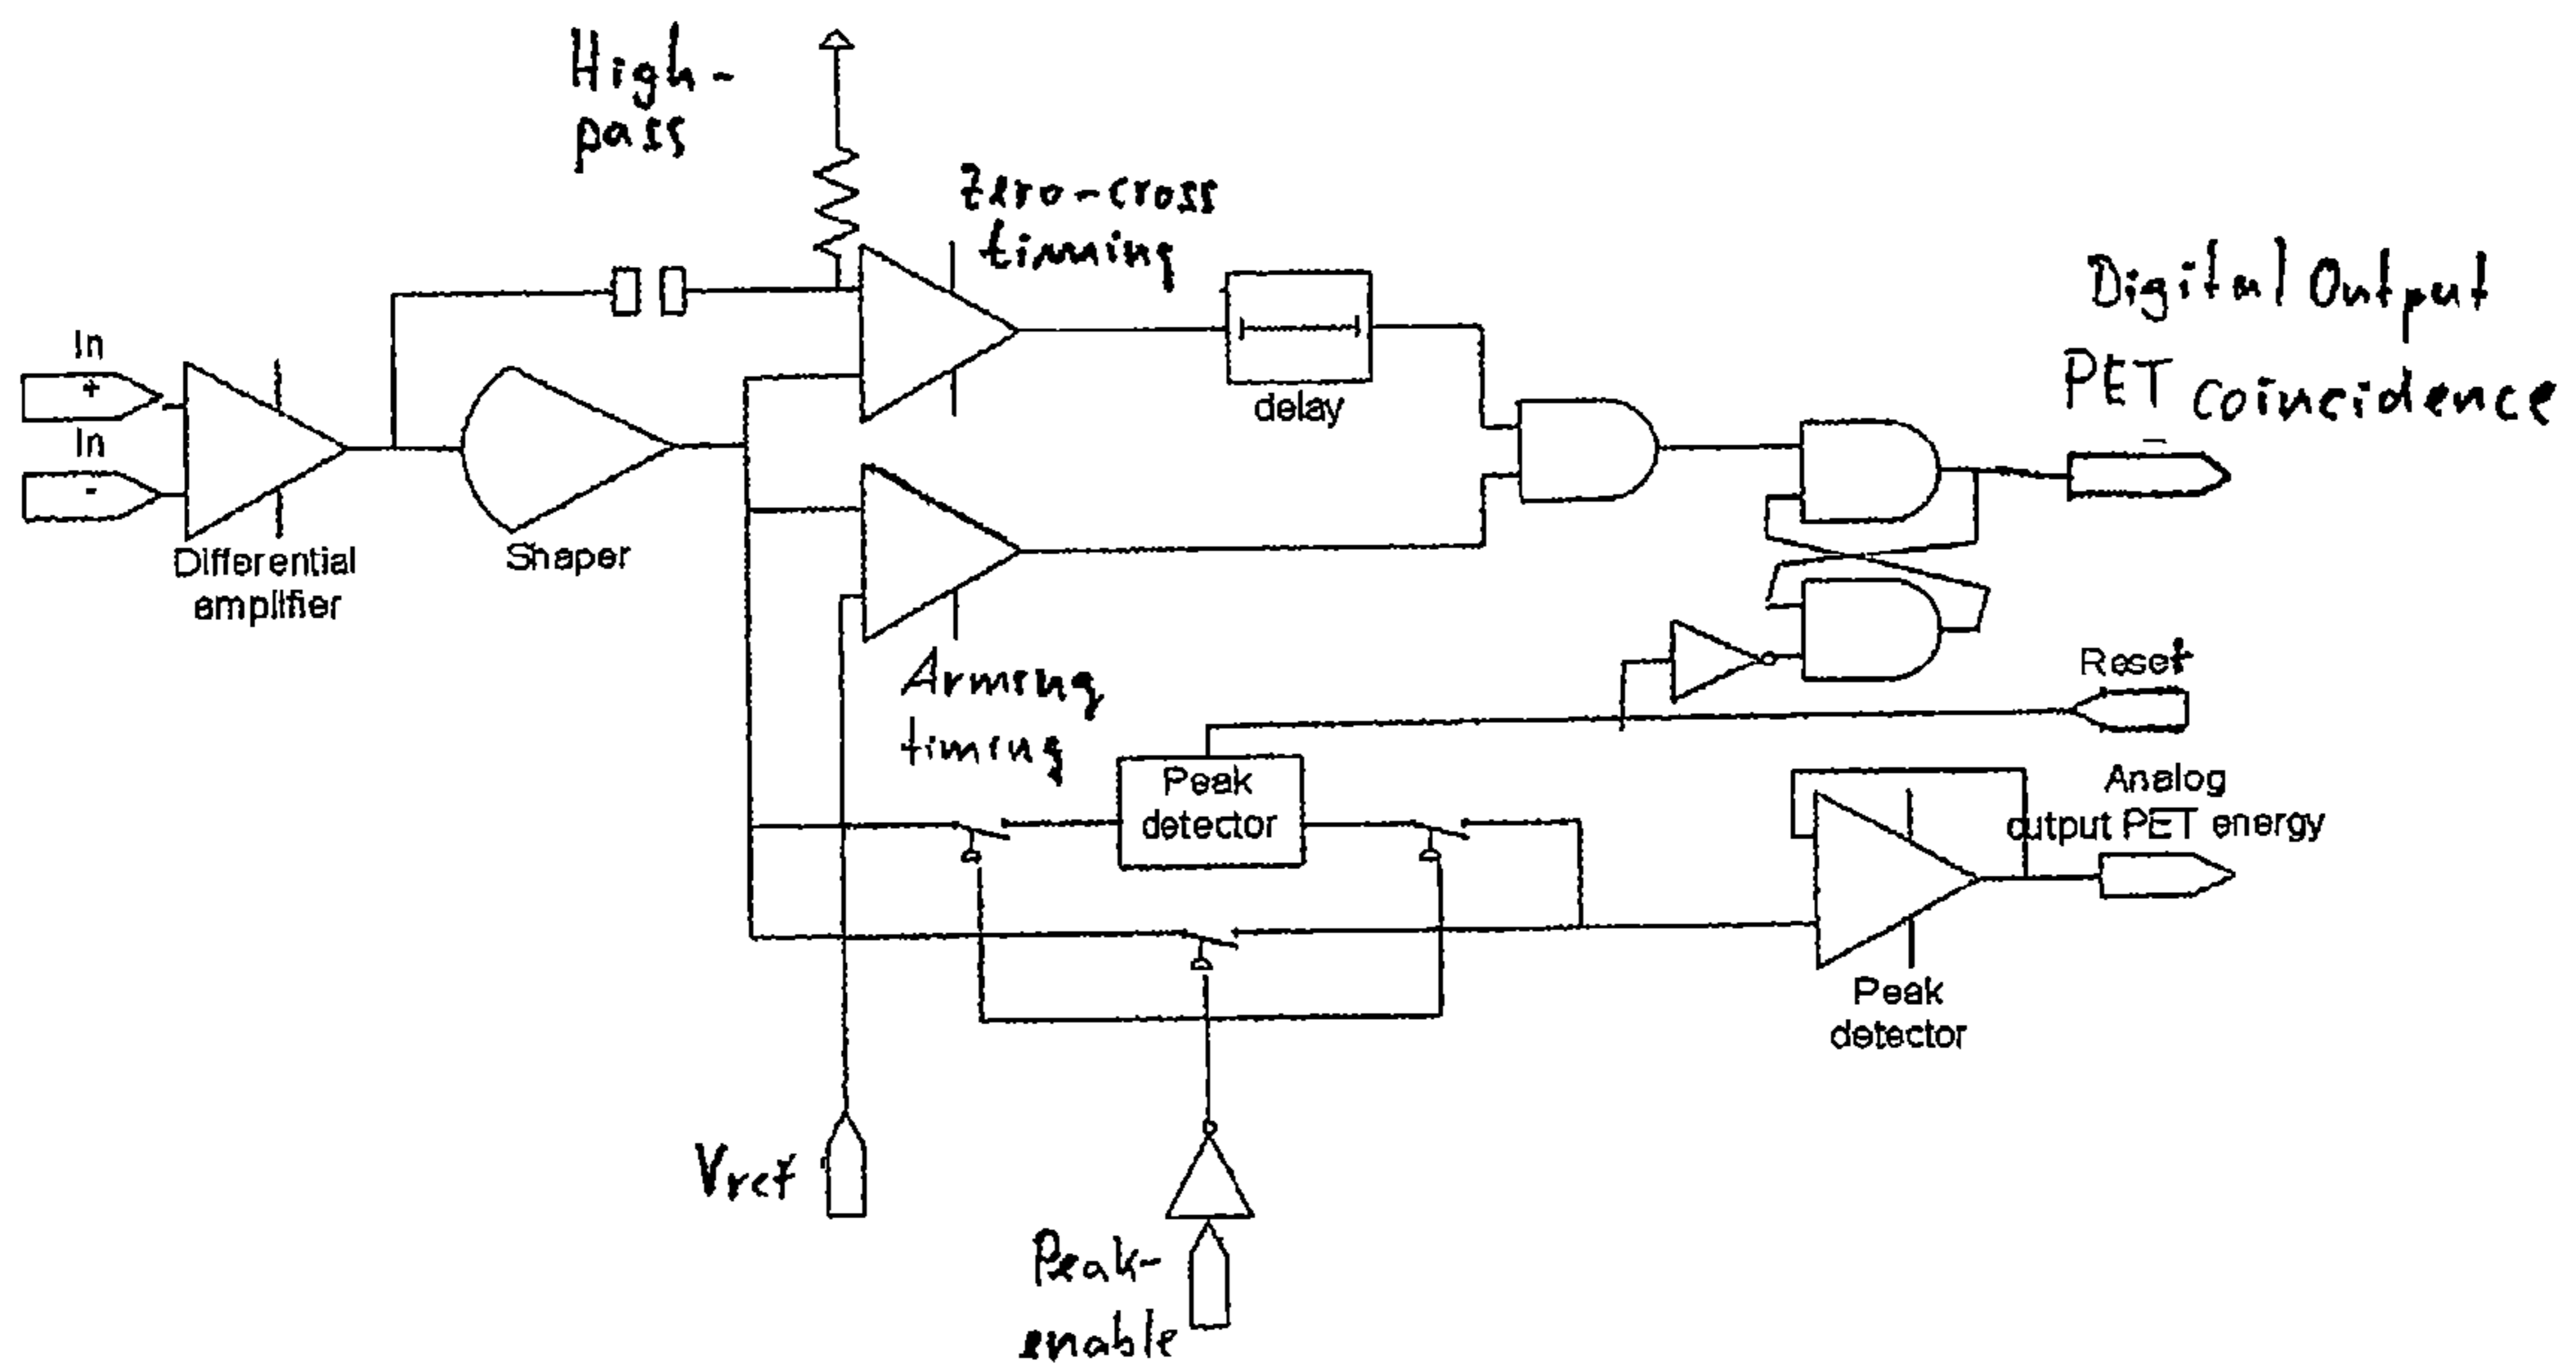 High-
pass
Zero-cross
timing
Digital Output
PET coincidence
In
+
In
-
delay
Differential
amplifier
Shaper
Arming
timing
Reset
Peak
detector
Analog
output PET energy
Peak
detector
Vref
Peak-
enable